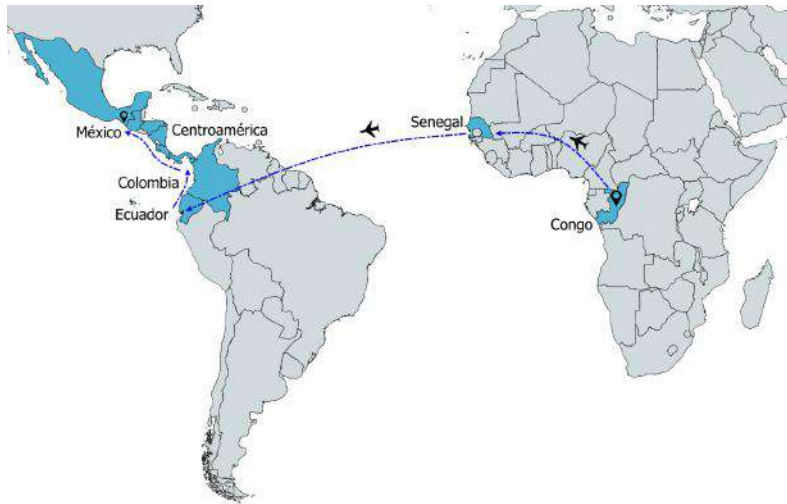 Senegal
México
Centroamérica
Colombia
Ecuador
Congo